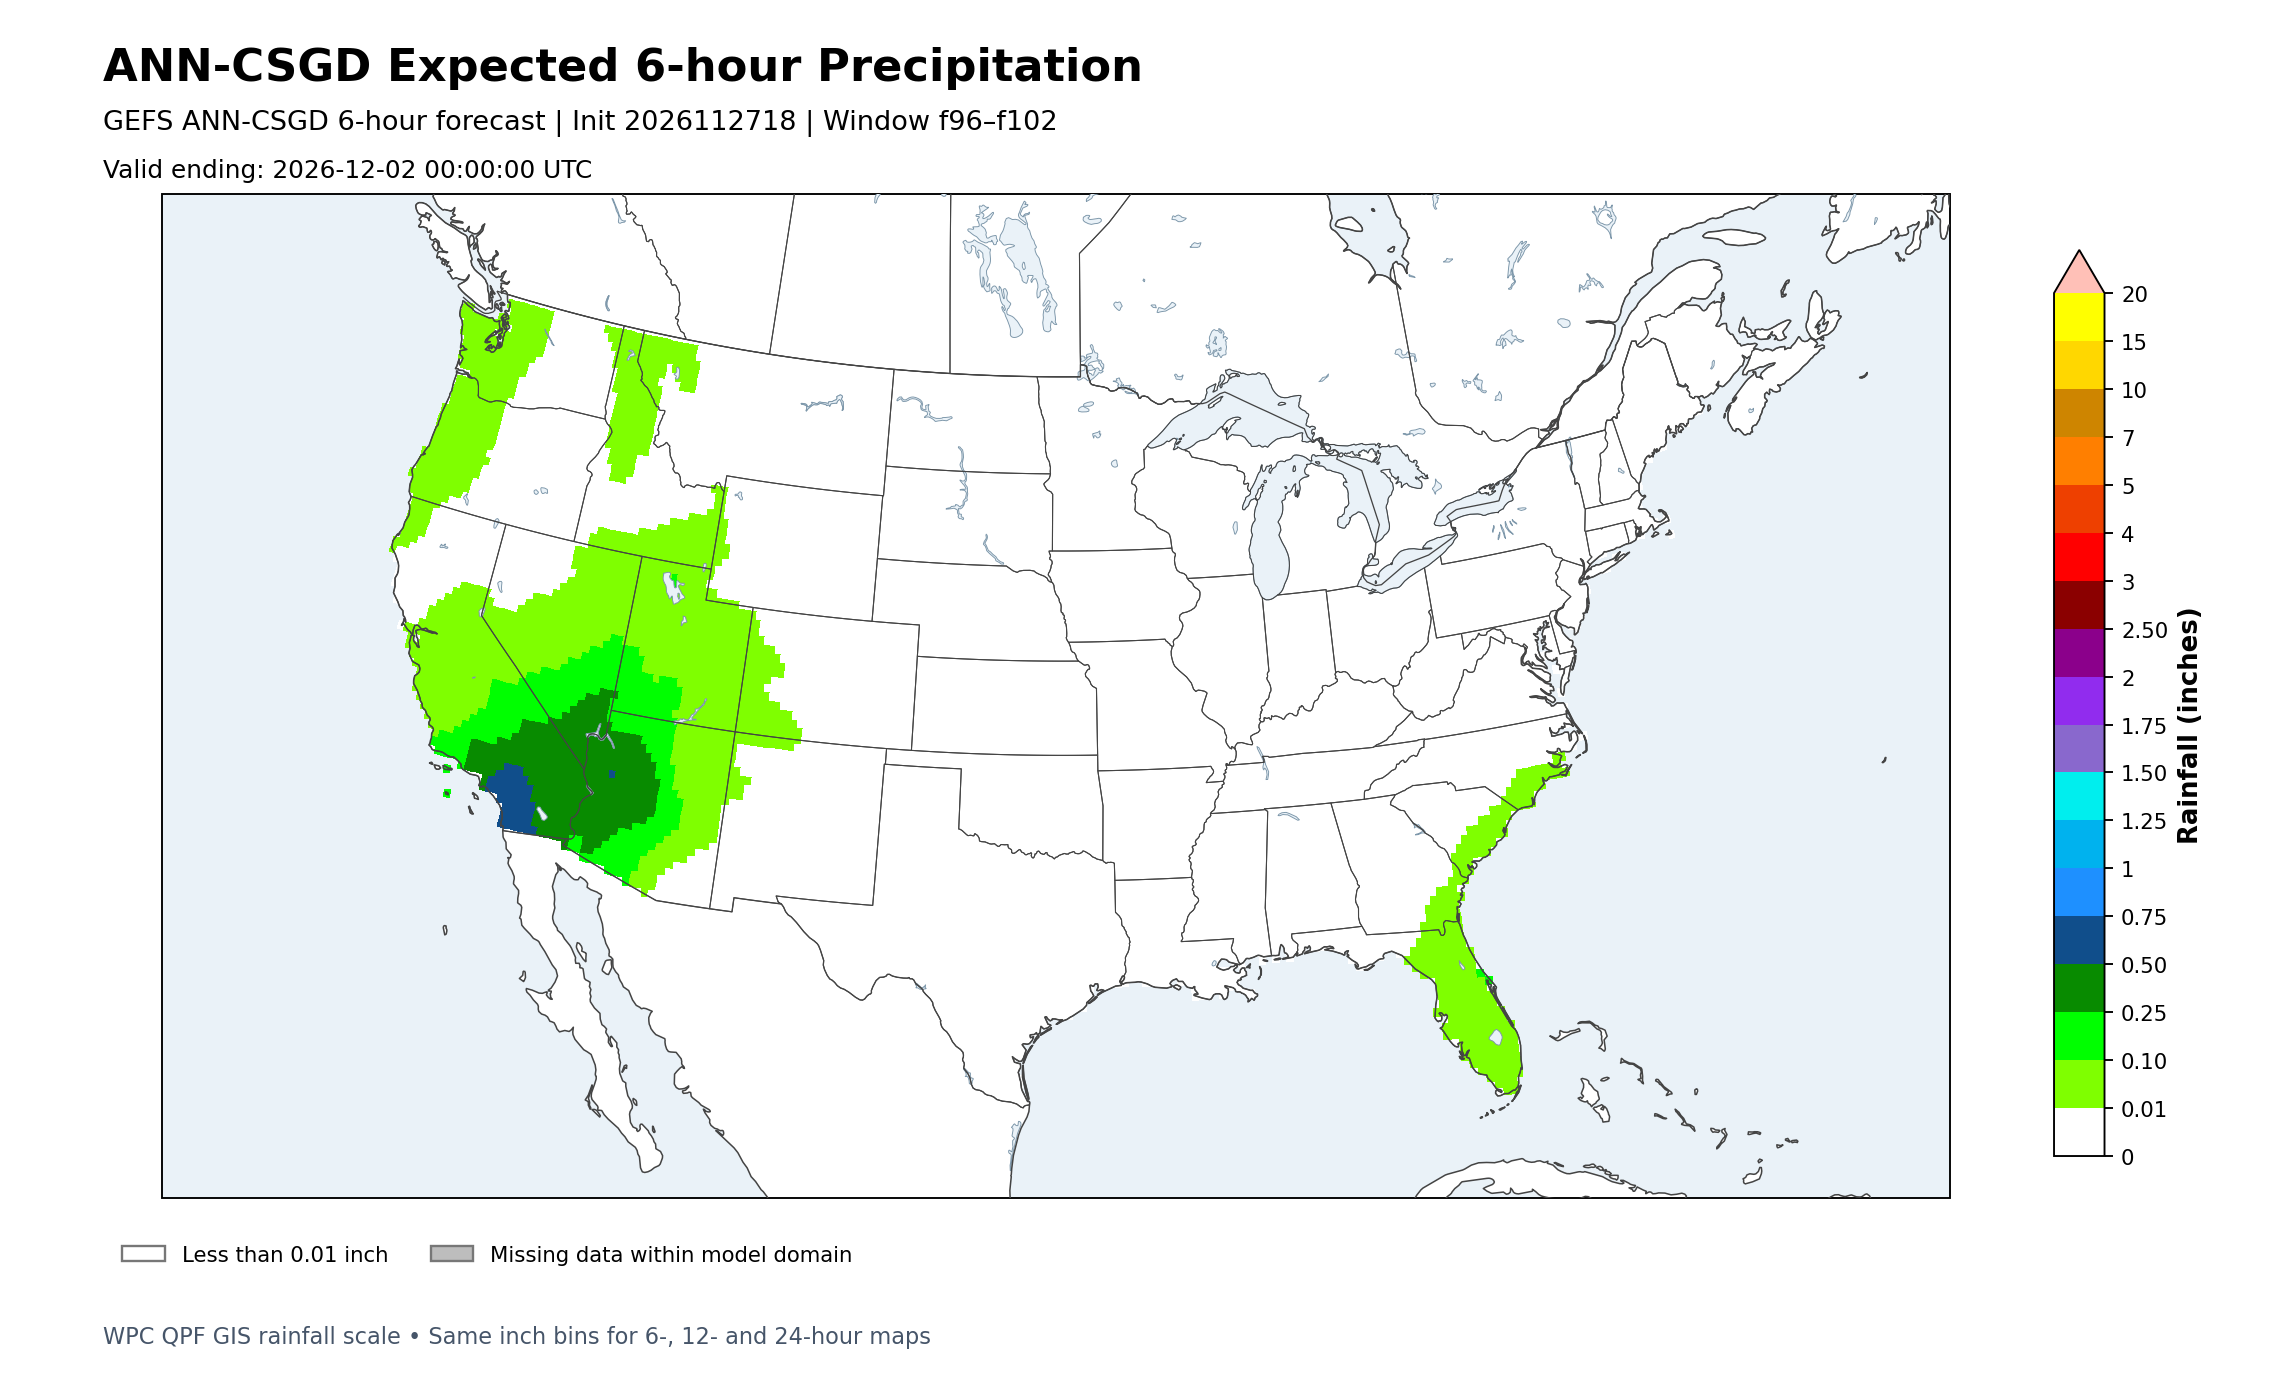 ANN-CSGD Expected 6-hour Precipitation
GEFS ANN-CSGD 6-hour forecast | Init 2026112718 | Window f96–f102
Valid ending: 2026-12-02 00:00:00 UTC
20
15
10
7
5
4
3
2.50
2
1.75
1.50
1.25
1
0.75
0.50
0.25
0.10
0.01
0
Rainfall (inches)
Less than 0.01 inch
Missing data within model domain
WPC QPF GIS rainfall scale • Same inch bins for 6-, 12- and 24-hour maps